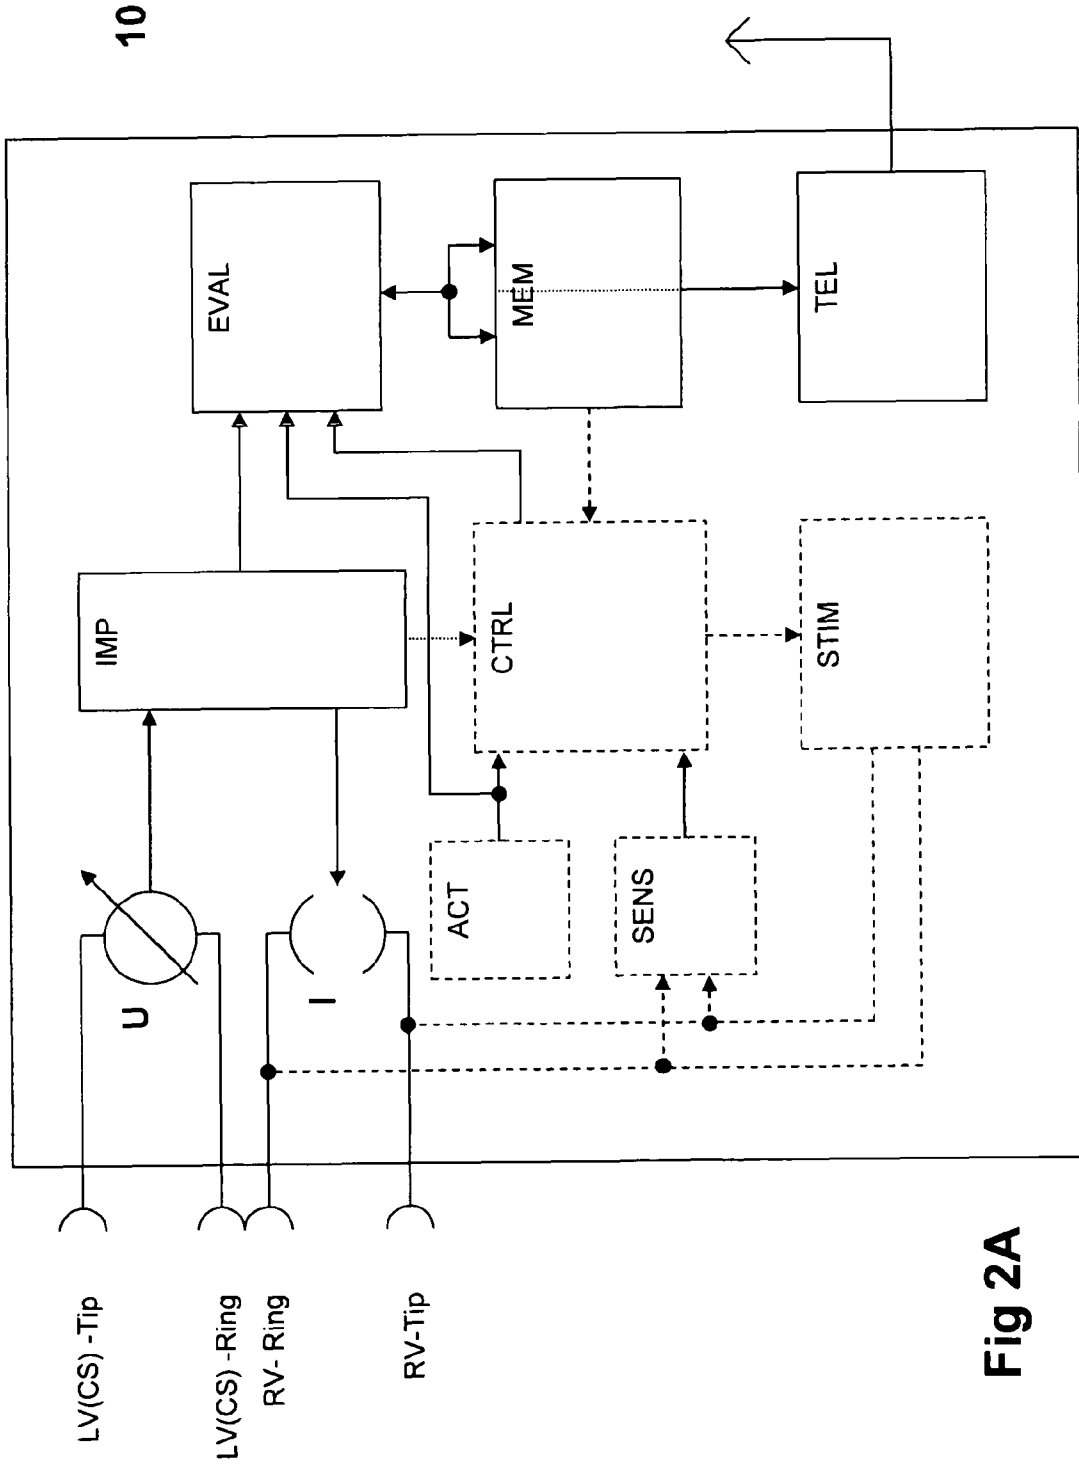 10
LV(CS) -Tip
LV(CS) -Ring
RV- Ring
RV-Tip
U
I
IMP
EVAL
ACT
CTRL
MEM
SENS
STIM
TEL
Fig 2A